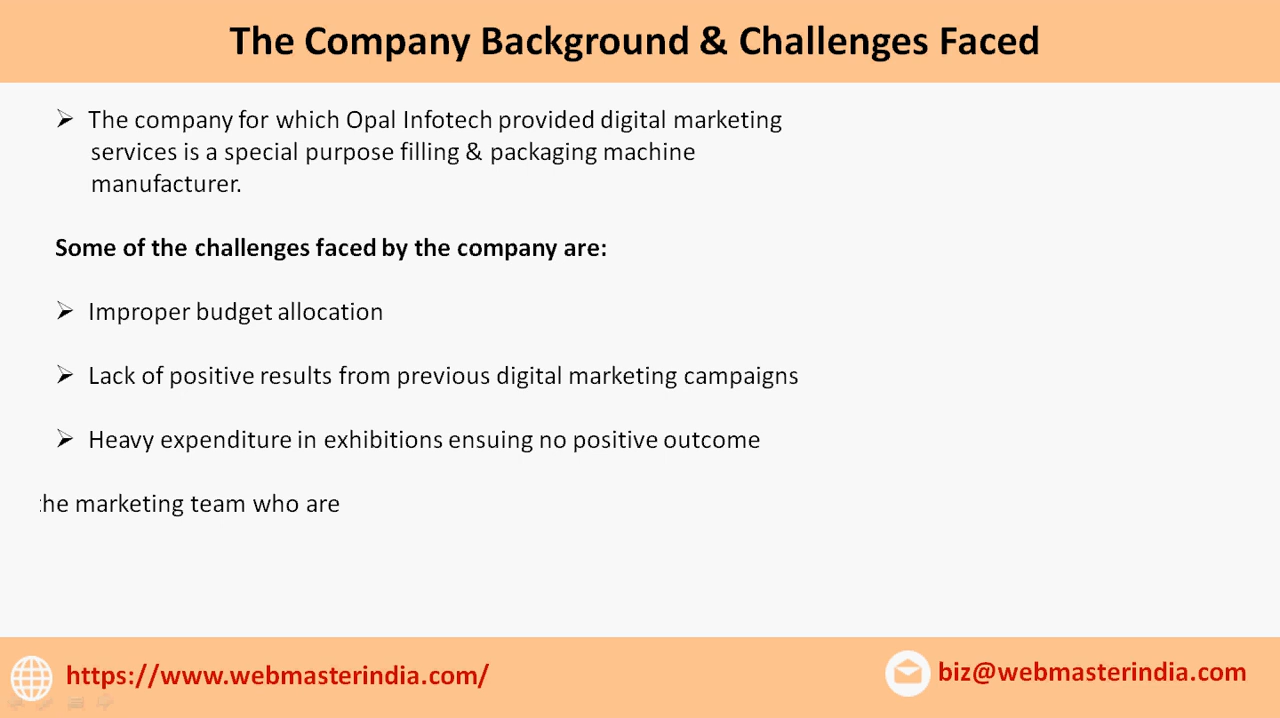 The Company Background & Challenges Faced
➢ The company for which Opal Infotech provided digital marketing
services is a special purpose filling & packaging machine
manufacturer.
Some of the challenges faced by the company are:
➢ Improper budget allocation
➢ Lack of positive results from previous digital marketing campaigns
➢ Heavy expenditure in exhibitions ensuing no positive outcome
the marketing team who are
https://www.webmasterindia.com/
biz@webmasterindia.com